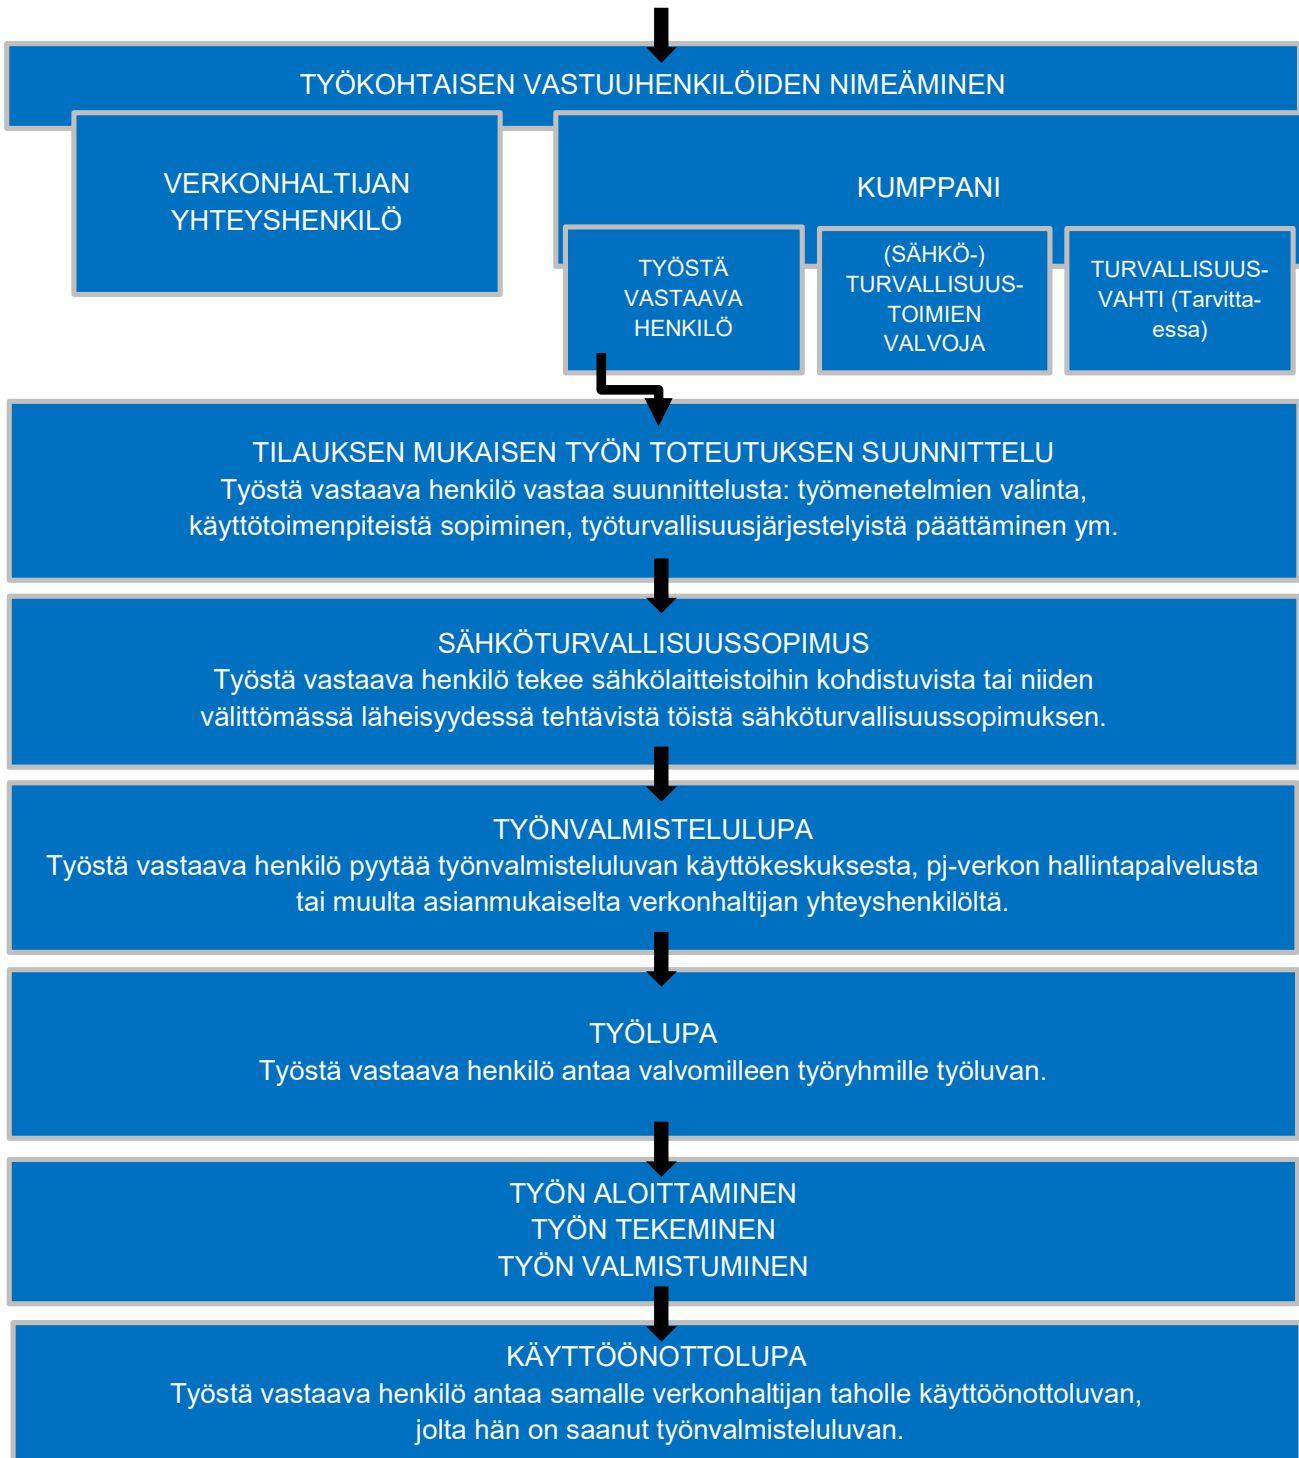 TYÖKOHTAISEN VASTUUHENKILÖIDEN NIMEÄMINEN
VERKONHALTIJAN
YHTEYSHENKILÖ
KUMPPANI
TYÖSTÄ
VASTAAVA
HENKILÖ
(SÄHKÖ-)
TURVALLISUUS-
TOIMIEN
VALVOJA
TURVALLISUUS-
VAHTI (Tarvitta-
essa)
TILAUKSEN MUKAISEN TYÖN TOTEUTUKSEN SUUNNITTELU
Työstä vastaava henkilö vastaa suunnittelusta: työmenetelmien valinta,
käyttötoimenpiteistä sopiminen, työturvallisuusjärjestelyistä päättäminen ym.
SÄHKÖTURVALLISUUSSOPIMUS
Työstä vastaava henkilö tekee sähkölaitteistoihin kohdistuvista tai niiden
välittömässä läheisyydessä tehtävistä töistä sähköturvallisuussopimuksen.
TYÖNVALMISTELULUPA
Työstä vastaava henkilö pyytää työnvalmisteluluvan käyttökeskuksesta, pj-verkon hallintapalvelusta
tai muulta asianmukaiselta verkonhaltijan yhteyshenkilöltä.
TYÖLUPA
Työstä vastaava henkilö antaa valvomilleen työryhmille työluvan.
TYÖN ALOITTAMINEN
TYÖN TEKEMINEN
TYÖN VALMISTUMINEN
KÄYTTÖÖNOTTOLUPA
Työstä vastaava henkilö antaa samalle verkonhaltijan taholle käyttöönottoluvan,
jolta hän on saanut työnvalmisteluluvan.